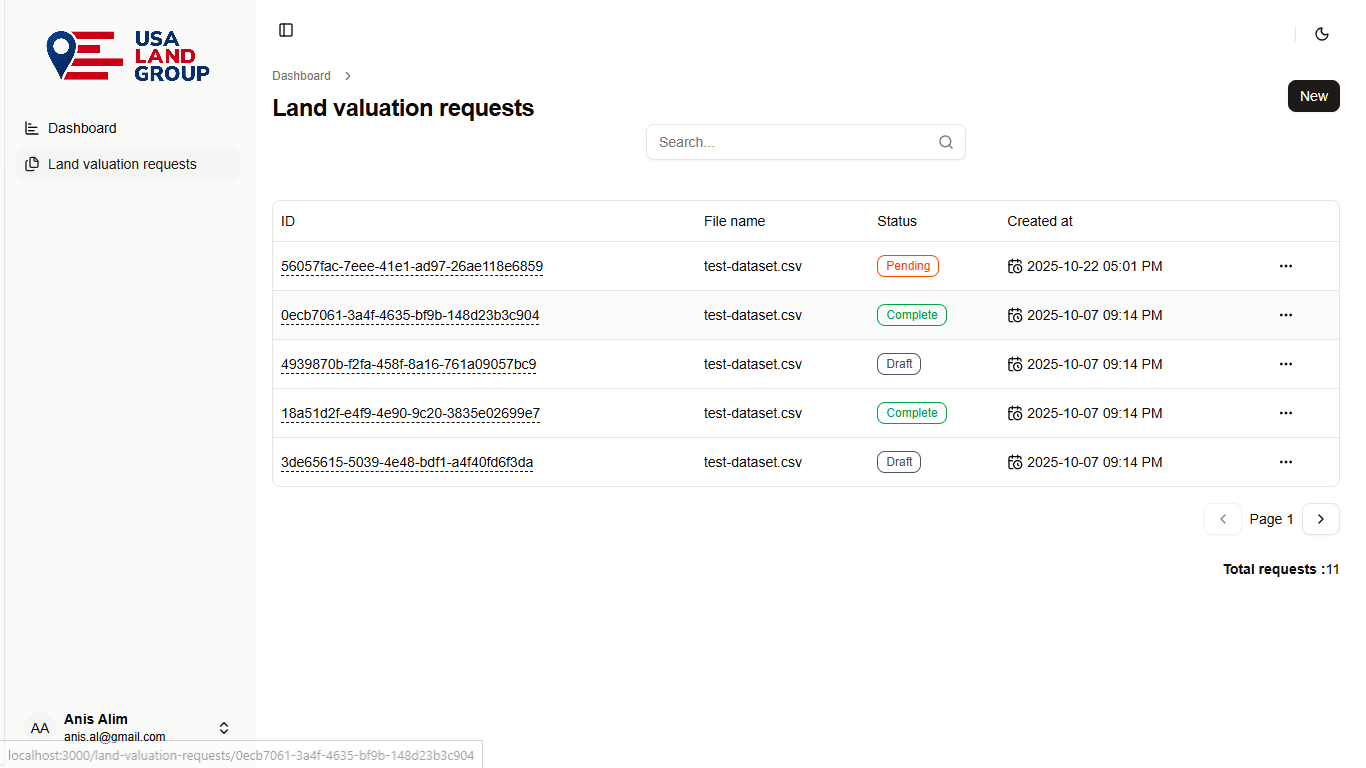 USA
LAND
GROUP
Dashboard
Land valuation requests
Dashboard
Land valuation requests
New
Search...
ID File name Status Created at
56057fac-7eee-41e1-ad97-26ae118e6859 test-dataset.csv Pending 2025-10-22 05:01 PM
0ecb7061-3a4f-4635-bf9b-148d23b3c904 test-dataset.csv Complete 2025-10-07 09:14 PM
4939870b-f2fa-458f-8a16-761a09057bc9 test-dataset.csv Draft 2025-10-07 09:14 PM
18a51d2f-e4f9-4e90-9c20-3835e02699e7 test-dataset.csv Complete 2025-10-07 09:14 PM
3de65615-5039-4e48-bdf1-a4f40fd6f3da test-dataset.csv Draft 2025-10-07 09:14 PM
Page 1
Total requests :11
AA
Anis Alim
anis.al@gmail.com
localhost:3000/land-valuation-requests/0ecb7061-3a4f-4635-bf9b-148d23b3c904